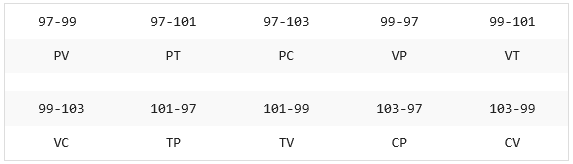 97-99 97-101 97-103 99-97 99-101
PV PT PC VP VT
99-103 101-97 101-99 103-97 103-99
VC TP TV CP CV